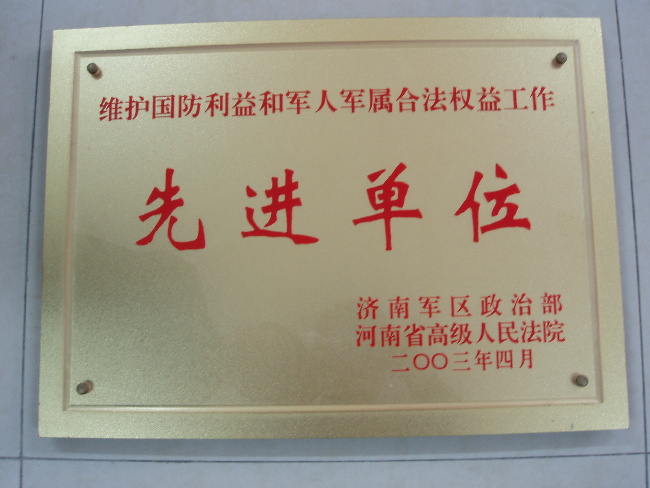 维护国防利益和军人军属合法权益工作
先进单位
济南军区政治部
河南省高级人民法院
二〇〇三年四月